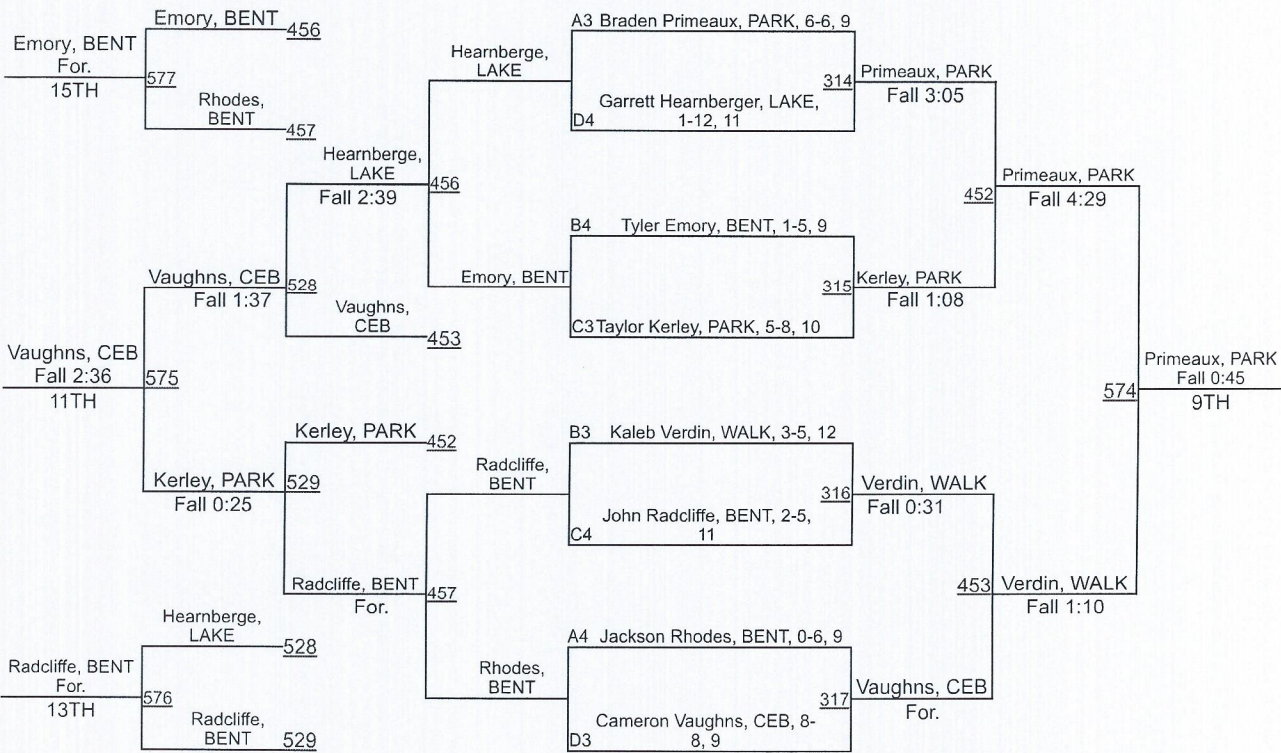 Emory, BENT
456
Emory, BENT
For.
577
15TH
Rhodes,
BENT
457
Hearnberge,
LAKE
A3 Braden Primeaux, PARK, 6-6, 9
314
Primeaux, PARK
Fall 3:05
Garrett Hearnberger, LAKE,
D4
1-12, 11
Hearnberge,
LAKE
456
Fall 2:39
452
Primeaux, PARK
Fall 4:29
B4 Tyler Emory, BENT, 1-5, 9
Vaughns, CEB
528
Fall 1:37
Emory, BENT
315
Kerley, PARK
Fall 1:08
Vaughns,
CEB
453
C3 Taylor Kerley, PARK, 5-8, 10
Vaughns, CEB
Fall 2:36
575
11TH
Primeaux, PARK
Fall 0:45
574
9TH
Kerley, PARK
452
B3 Kaleb Verdin, WALK, 3-5, 12
Radcliffe,
BENT
Kerley, PARK
529
Fall 0:25
316
Verdin, WALK
Fall 0:31
John Radcliffe, BENT, 2-5,
C4
11
Radcliffe, BENT
457
For.
453
Verdin, WALK
Fall 1:10
Hearnberge,
LAKE
528
A4 Jackson Rhodes, BENT, 0-6, 9
Radcliffe, BENT
For.
576
13TH
Rhodes,
BENT
317
Vaughns, CEB
For.
Radcliffe,
BENT
529
Cameron Vaughns, CEB, 8-
D3
8, 9